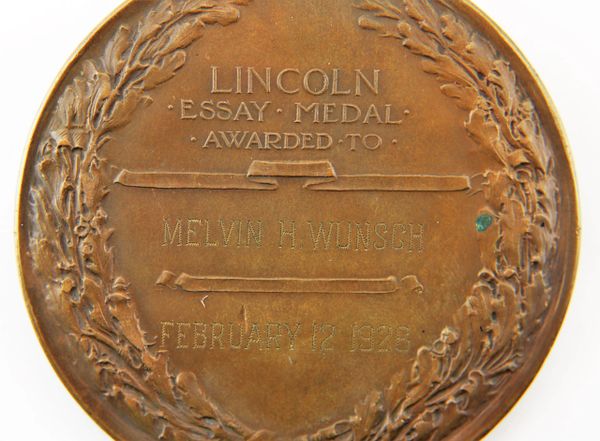 LINCOLN
·ESSAY·MEDAL·
·AWARDED·TO·
MELVIN H. WUNSCH
FEBRUARY 12 1928